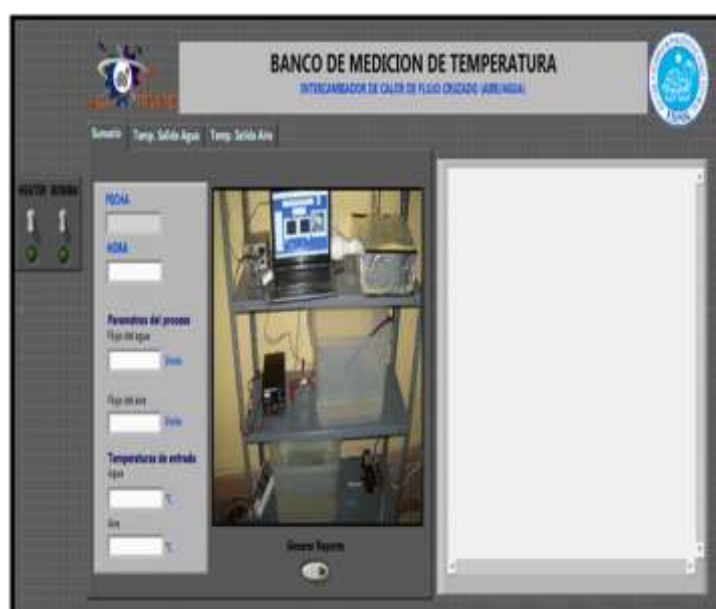 BANCO DE MEDICION DE TEMPERATURA
INTERCAMBIADOR DE CALOR DE FLUJO CRUZADO (AIRE/AGUA)
Sumario Temp. Salida Agua Temp. Salida Aire
HEATER BOMBA
FECHA
HORA
Parametros del proceso
Flujo del agua
Flujo del aire
Temperaturas de entrada
Agua
°C
Aire
°C
Generar Reporte